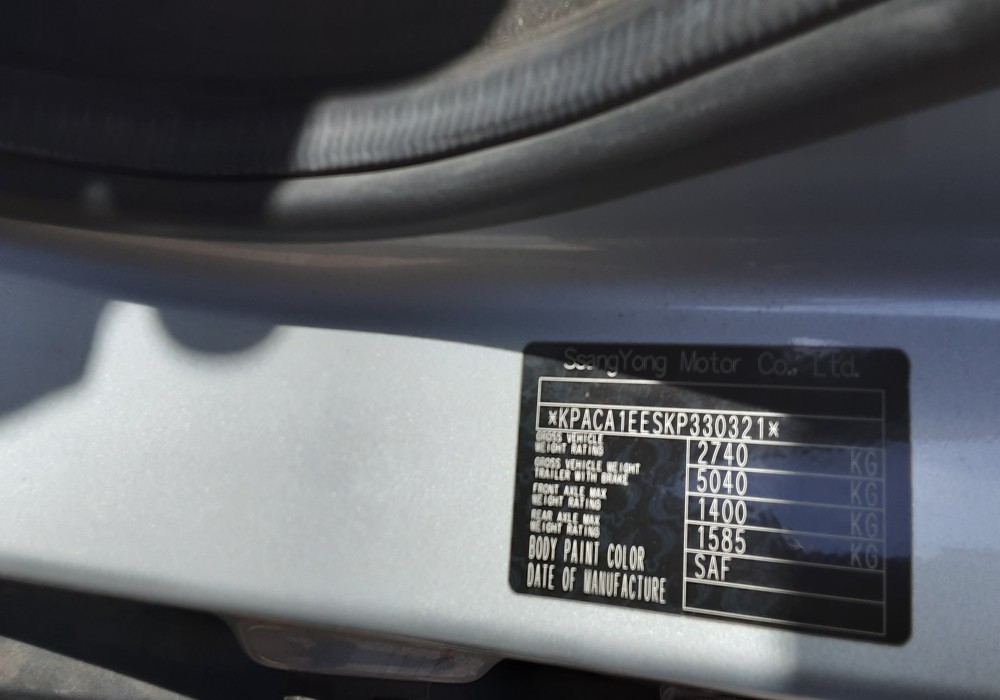 SsangYong Motor Co., Ltd.
*KPACA1EESKP330321*
GROSS VEHICLE WEIGHT RATING 2740 KG
GROSS VEHICLE WEIGHT TRAILER WITH BRAKE 5040 KG
FRONT AXLE MAX WEIGHT RATING 1400 KG
REAR AXLE MAX WEIGHT RATING 1585 KG
BODY PAINT COLOR SAF
DATE OF MANUFACTURE